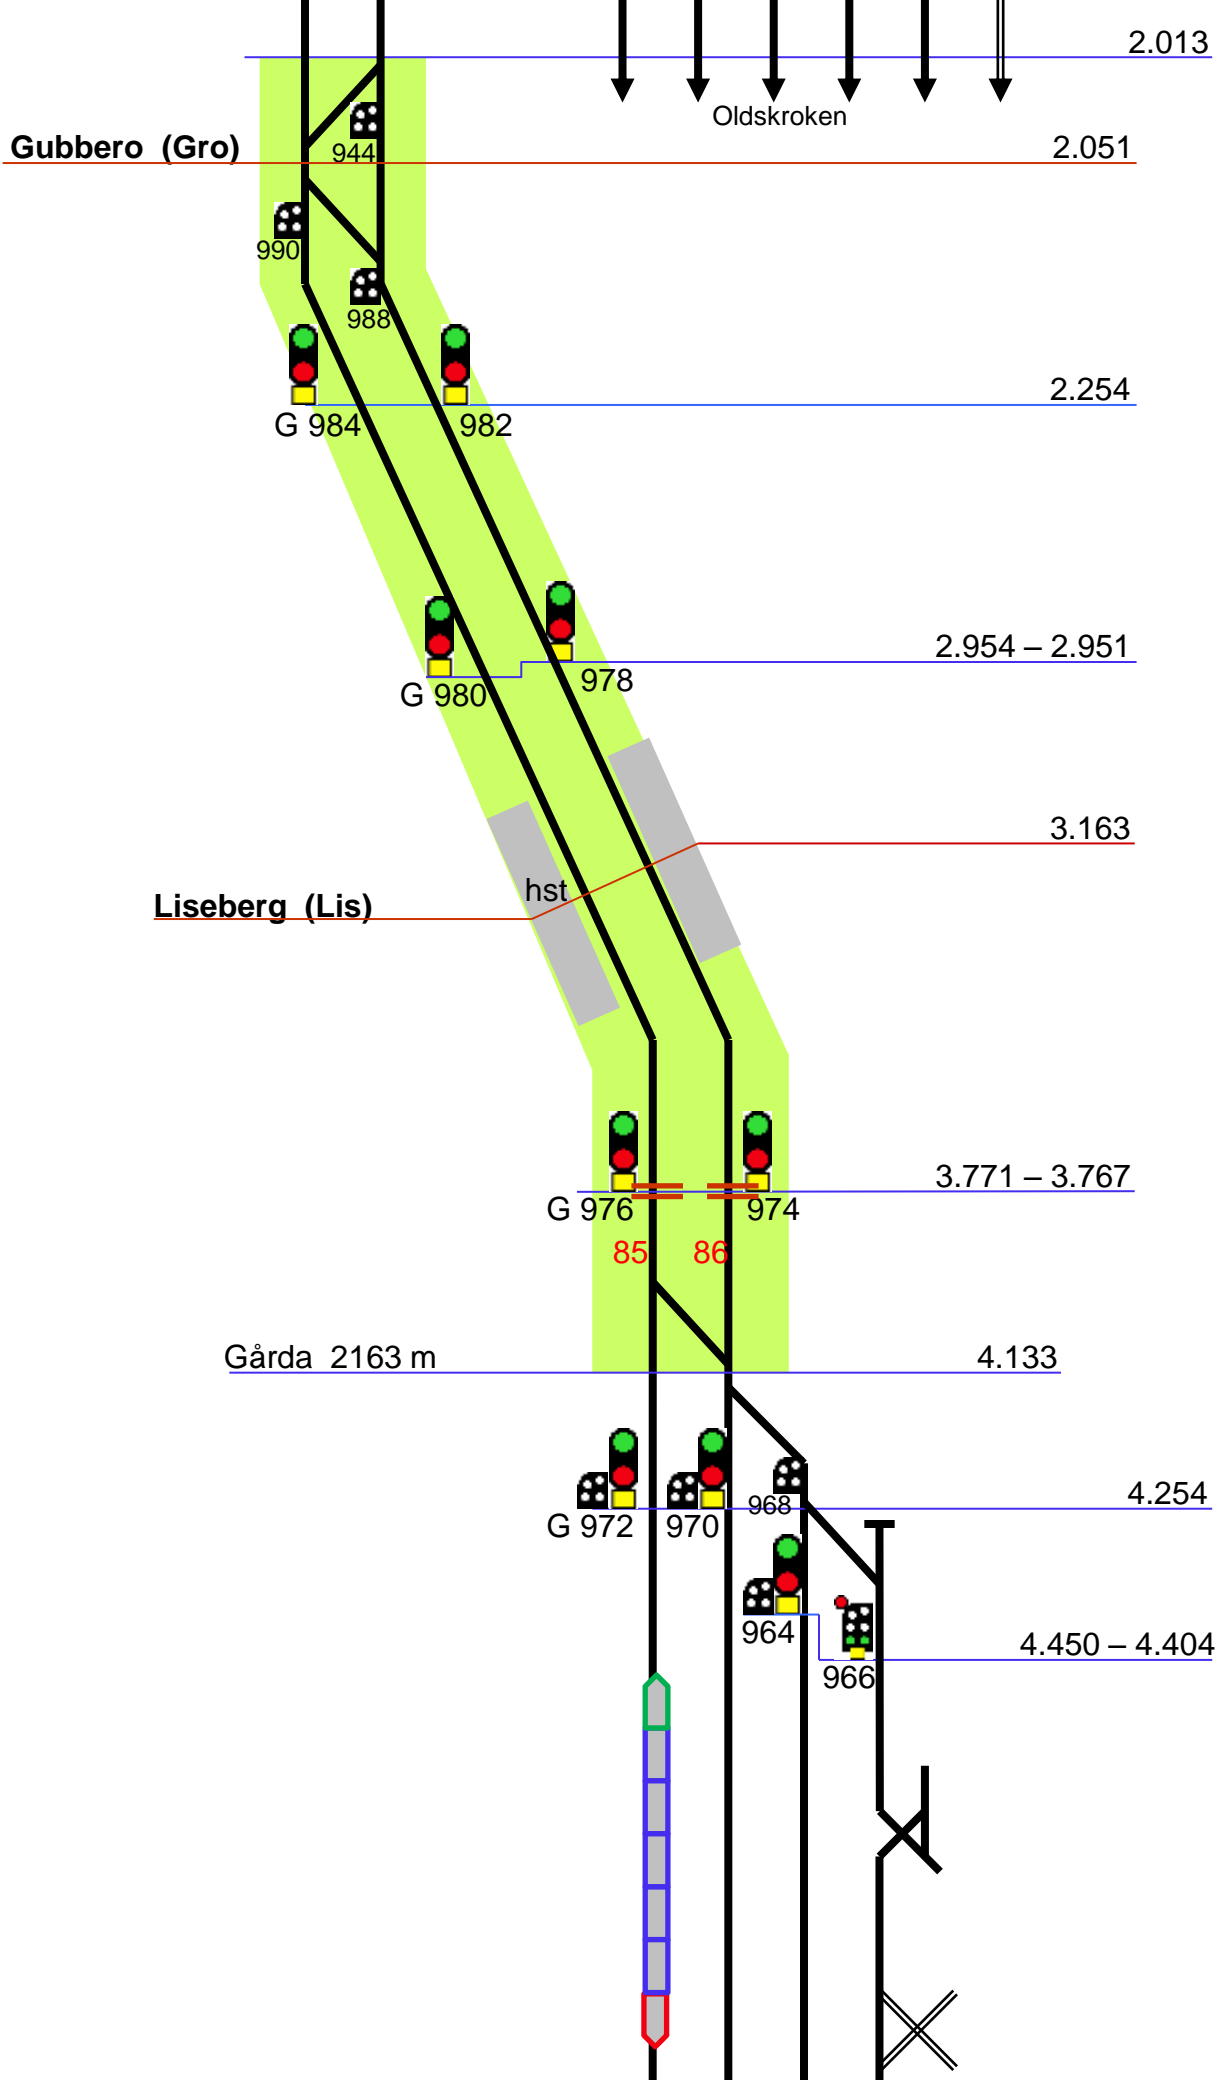 2.013
Oldskroken
944
Gubbero (Gro)
2.051
990
988
2.254
G 984
982
2.954 – 2.951
G 980
978
3.163
hst
Liseberg (Lis)
3.771 – 3.767
G 976
974
85
86
Gårda 2163 m
4.133
4.254
968
G 972
970
964
4.450 – 4.404
966